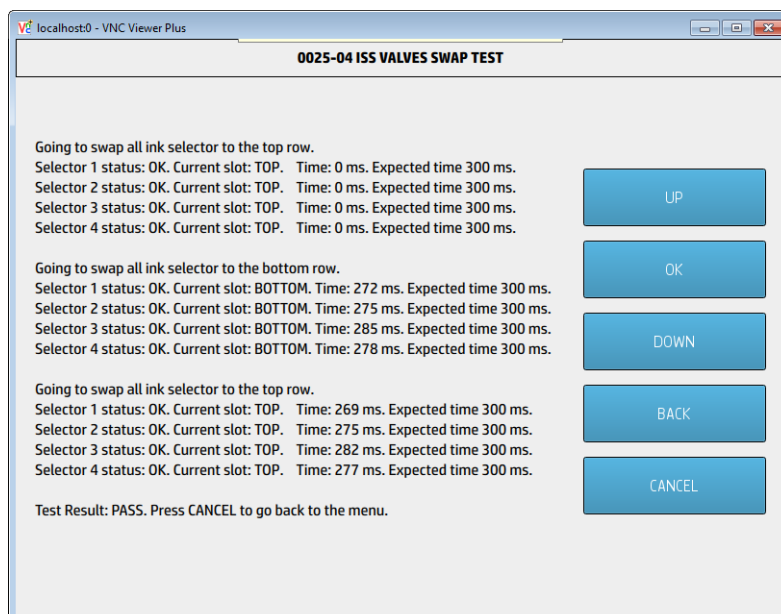 localhost:0 - VNC Viewer Plus
0025-04 ISS VALVES SWAP TEST
Going to swap all ink selector to the top row.
Selector 1 status: OK. Current slot: TOP. Time: 0 ms. Expected time 300 ms.
Selector 2 status: OK. Current slot: TOP. Time: 0 ms. Expected time 300 ms.
Selector 3 status: OK. Current slot: TOP. Time: 0 ms. Expected time 300 ms.
Selector 4 status: OK. Current slot: TOP. Time: 0 ms. Expected time 300 ms.
Going to swap all ink selector to the bottom row.
Selector 1 status: OK. Current slot: BOTTOM. Time: 272 ms. Expected time 300 ms.
Selector 2 status: OK. Current slot: BOTTOM. Time: 275 ms. Expected time 300 ms.
Selector 3 status: OK. Current slot: BOTTOM. Time: 285 ms. Expected time 300 ms.
Selector 4 status: OK. Current slot: BOTTOM. Time: 278 ms. Expected time 300 ms.
Going to swap all ink selector to the top row.
Selector 1 status: OK. Current slot: TOP. Time: 269 ms. Expected time 300 ms.
Selector 2 status: OK. Current slot: TOP. Time: 275 ms. Expected time 300 ms.
Selector 3 status: OK. Current slot: TOP. Time: 282 ms. Expected time 300 ms.
Selector 4 status: OK. Current slot: TOP. Time: 277 ms. Expected time 300 ms.
Test Result: PASS. Press CANCEL to go back to the menu.
UP
OK
DOWN
BACK
CANCEL